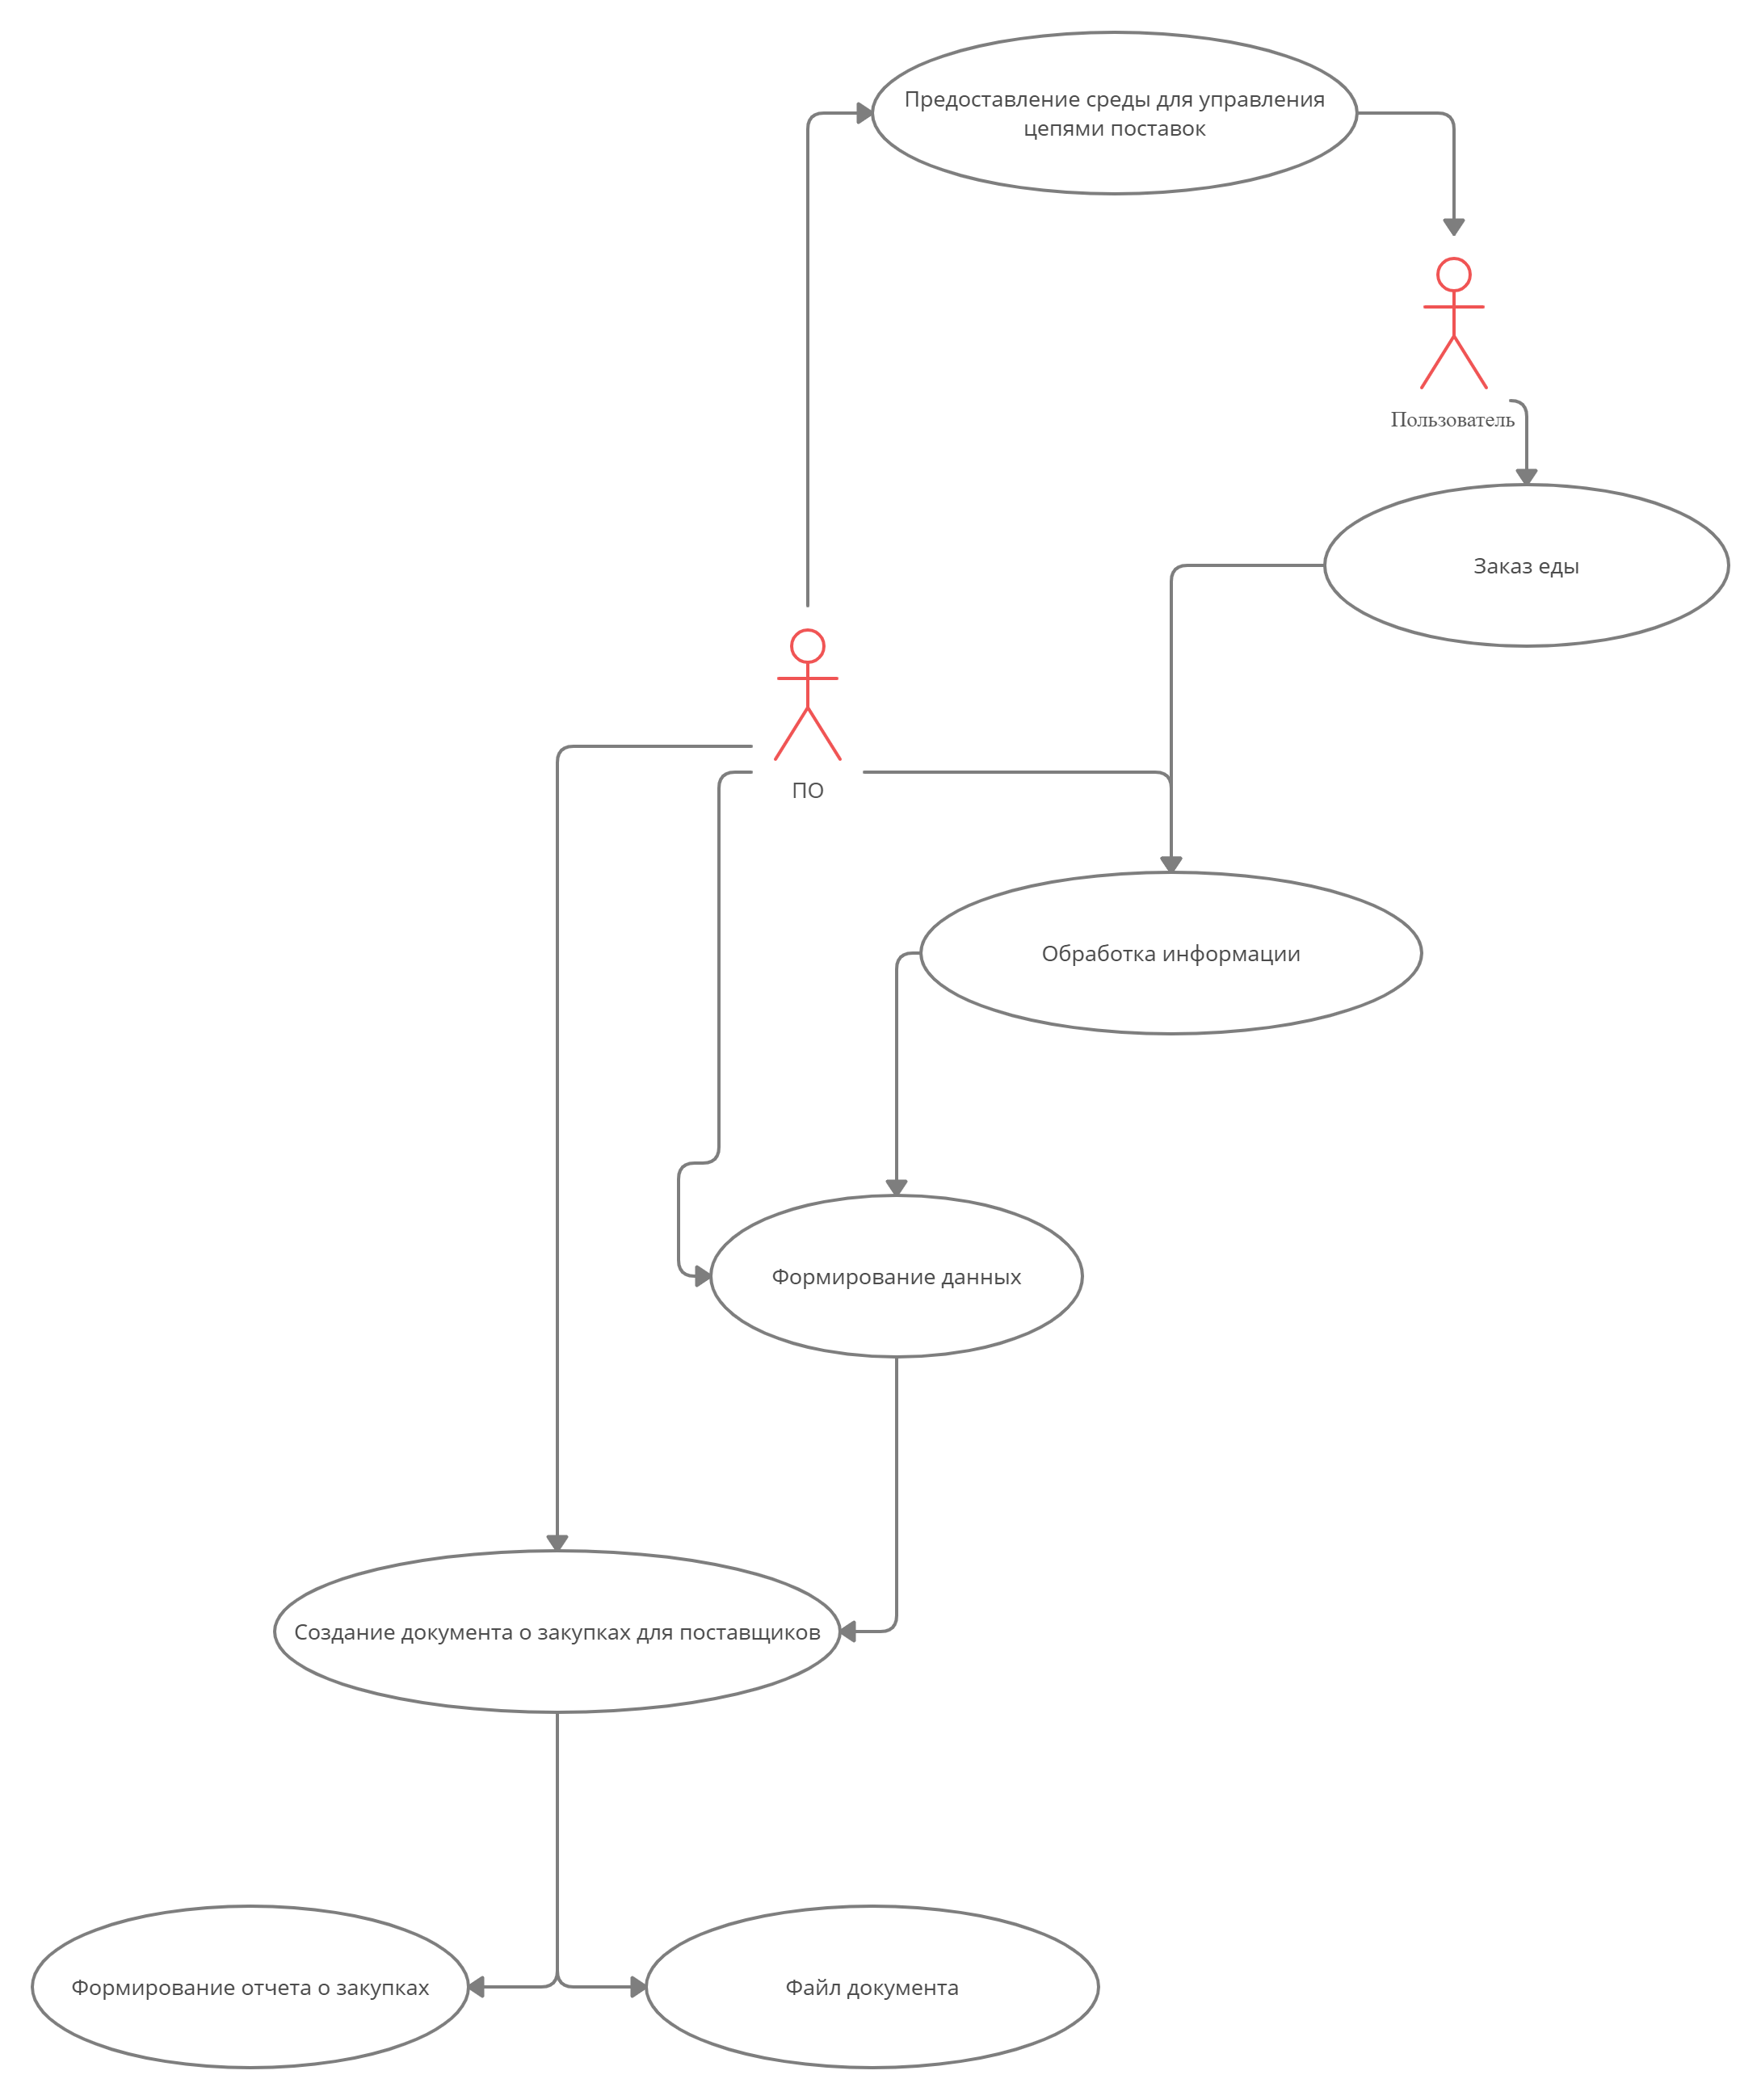 Предоставление среды для управления
цепями поставок
Пользователь
Заказ еды
ПО
Обработка информации
Формирование данных
Создание документа о закупках для поставщиков
Формирование отчета о закупках
Файл документа